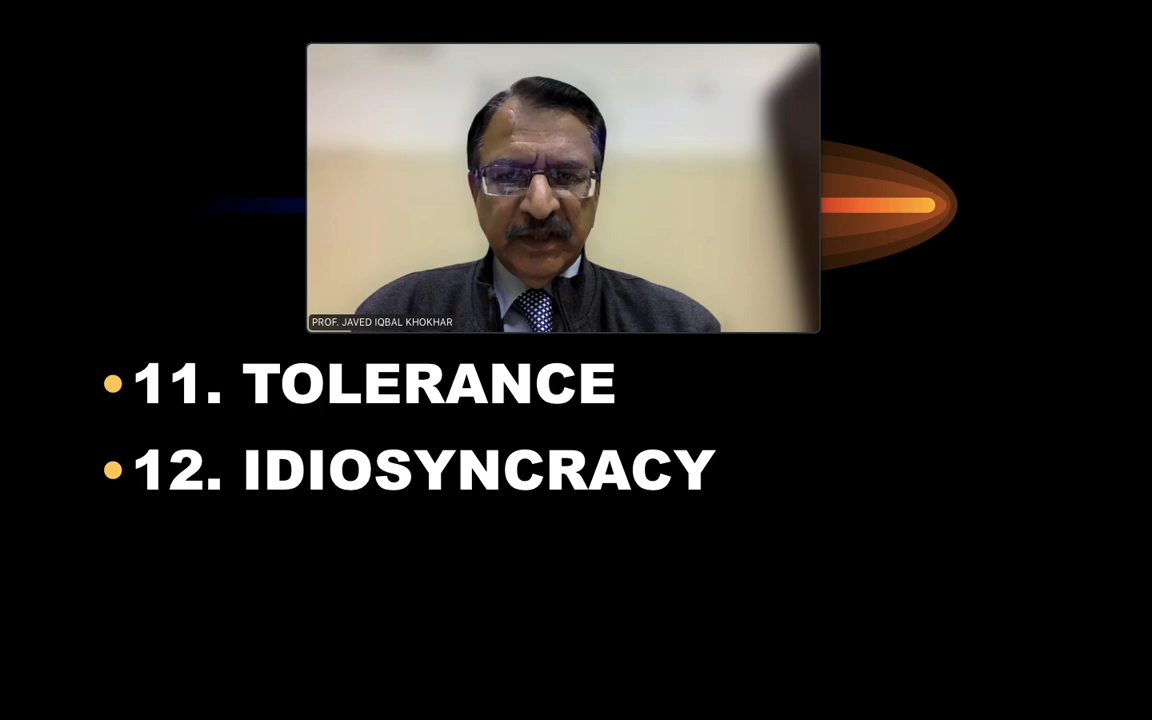 PROF. JAVED IQBAL KHOKHAR
11. TOLERANCE
12. IDIOSYNCRACY